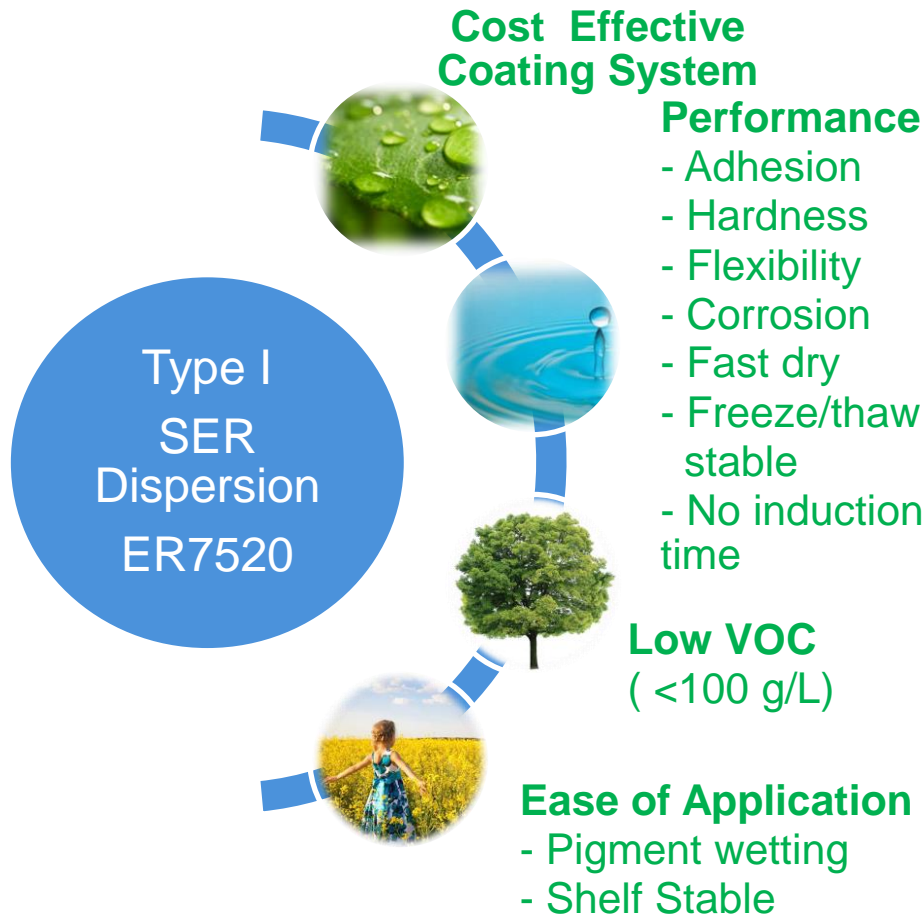 Cost Effective
Coating System
Performance
- Adhesion
- Hardness
- Flexibility
- Corrosion
- Fast dry
- Freeze/thaw
stable
- No induction
time
Type I
SER
Dispersion
ER7520
Low VOC
( <100 g/L)
Ease of Application
- Pigment wetting
- Shelf Stable